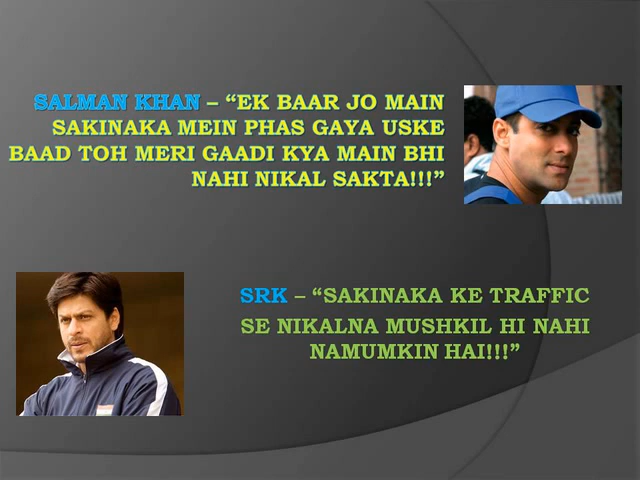 SALMAN KHAN – “EK BAAR JO MAIN
SAKINAKA MEIN PHAS GAYA USKE
BAAD TOH MERI GAADI KYA MAIN BHI
NAHI NIKAL SAKTA!!!”
SRK – “SAKINAKA KE TRAFFIC
SE NIKALNA MUSHKIL HI NAHI
NAMUMKIN HAI!!!”